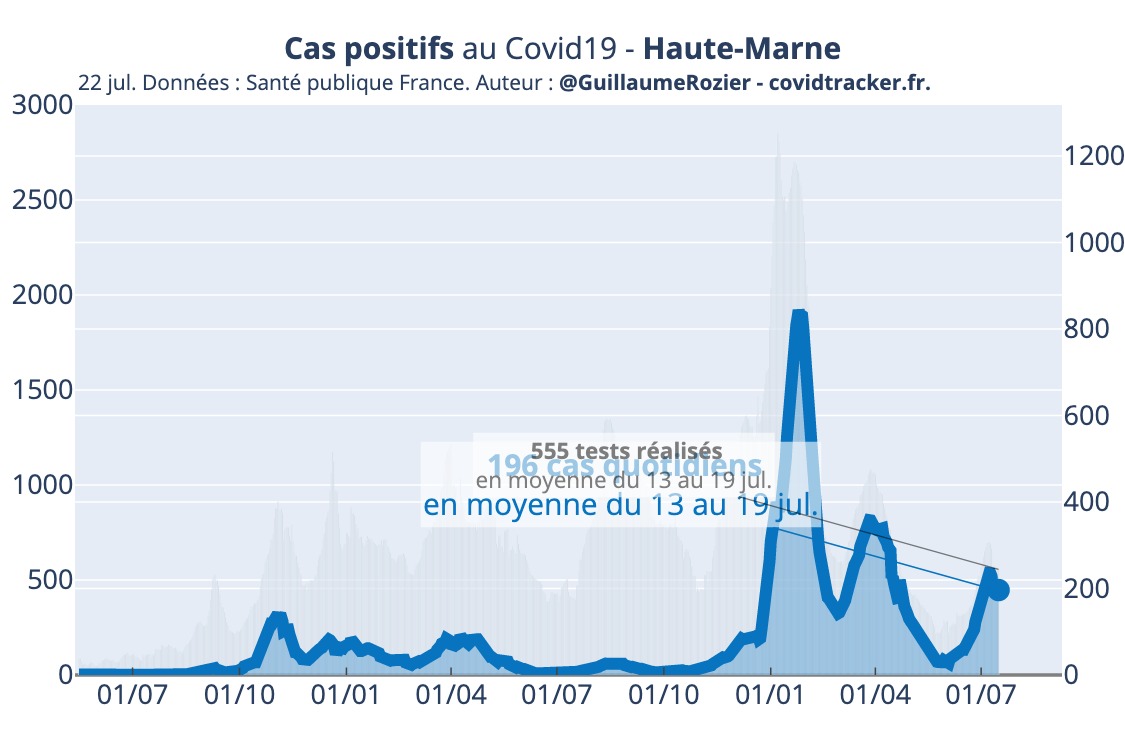 Cas positifs au Covid19 - Haute-Marne
22 jul. Données : Santé publique France. Auteur : @GuillaumeRozier - covidtracker.fr.
3000
2500
2000
1500
1000
500
0
1200
1000
800
600
400
200
0
555 tests réalisés
en moyenne du 13 au 19 jul.
196 cas quotidiens
en moyenne du 13 au 19 jul.
01/07 01/10 01/01 01/04 01/07 01/10 01/01 01/04 01/07